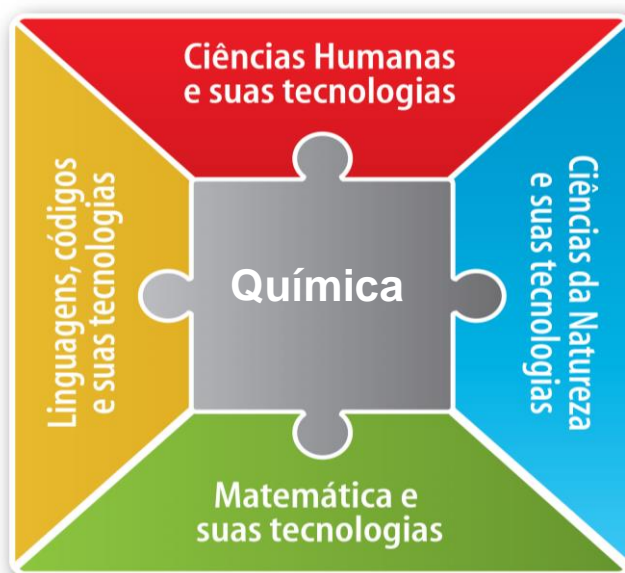 Ciências Humanas
e suas tecnologias
Linguagens, códigos
e suas tecnologias
Química
Ciências da Natureza
e suas tecnologias
Matemática e
suas tecnologias